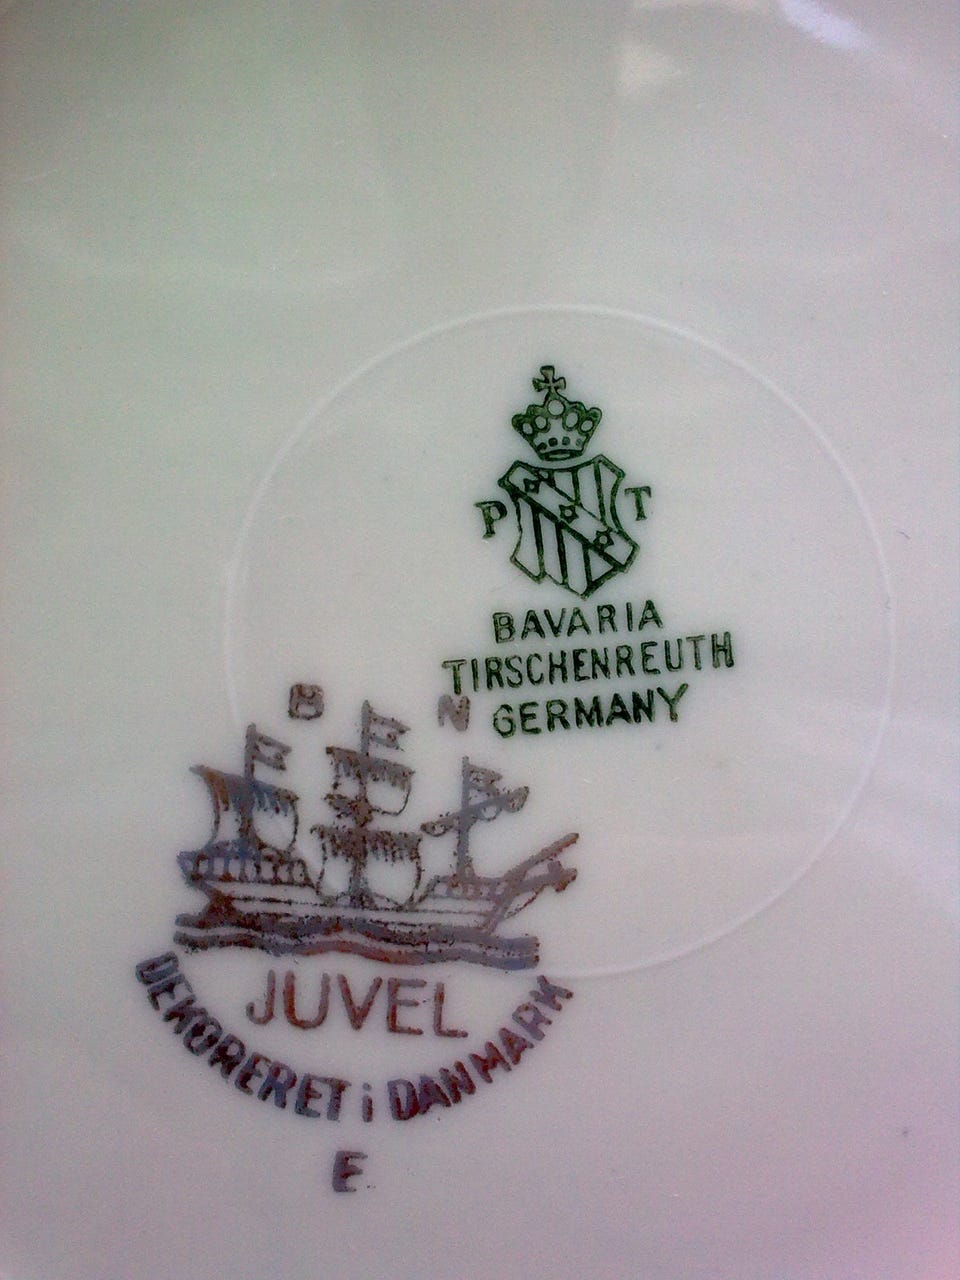 P T
BAVARIA
TIRSCHENREUTH
GERMANY
B N
JUVEL
DEKORERET i DANMARK
E